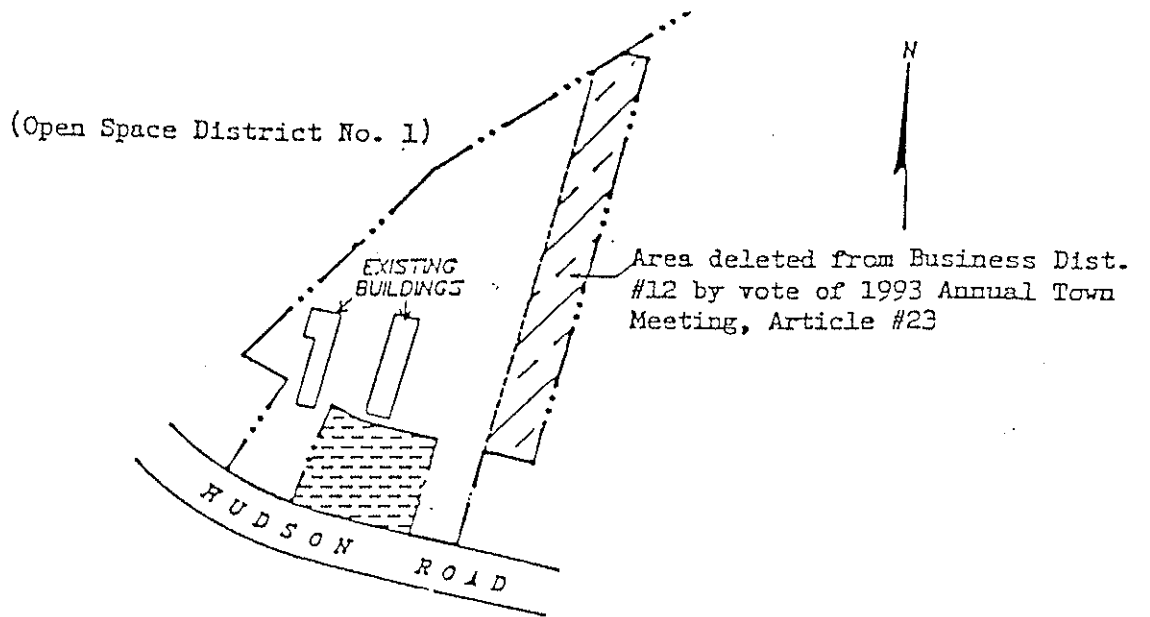 N
(Open Space District No. 1)
Area deleted from Business Dist.
#12 by vote of 1993 Annual Town
Meeting, Article #23
EXISTING
BUILDINGS
HUDSON ROAD